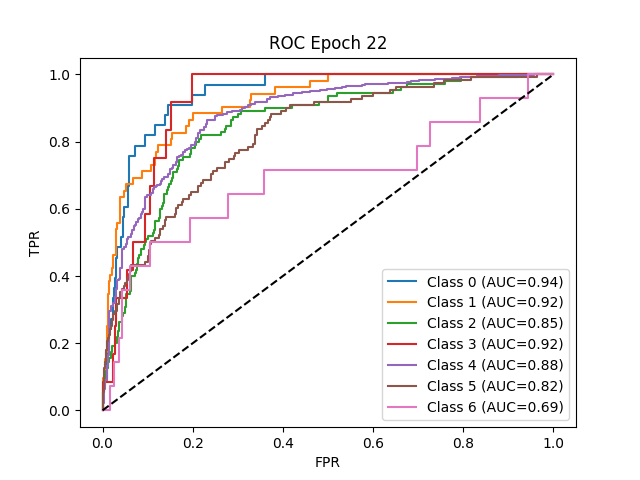 ROC Epoch 22
TPR
1.0
0.8
0.6
0.4
0.2
0.0
Class 0 (AUC=0.94)
Class 1 (AUC=0.92)
Class 2 (AUC=0.85)
Class 3 (AUC=0.92)
Class 4 (AUC=0.88)
Class 5 (AUC=0.82)
Class 6 (AUC=0.69)
0.0 0.2 0.4 0.6 0.8 1.0
FPR